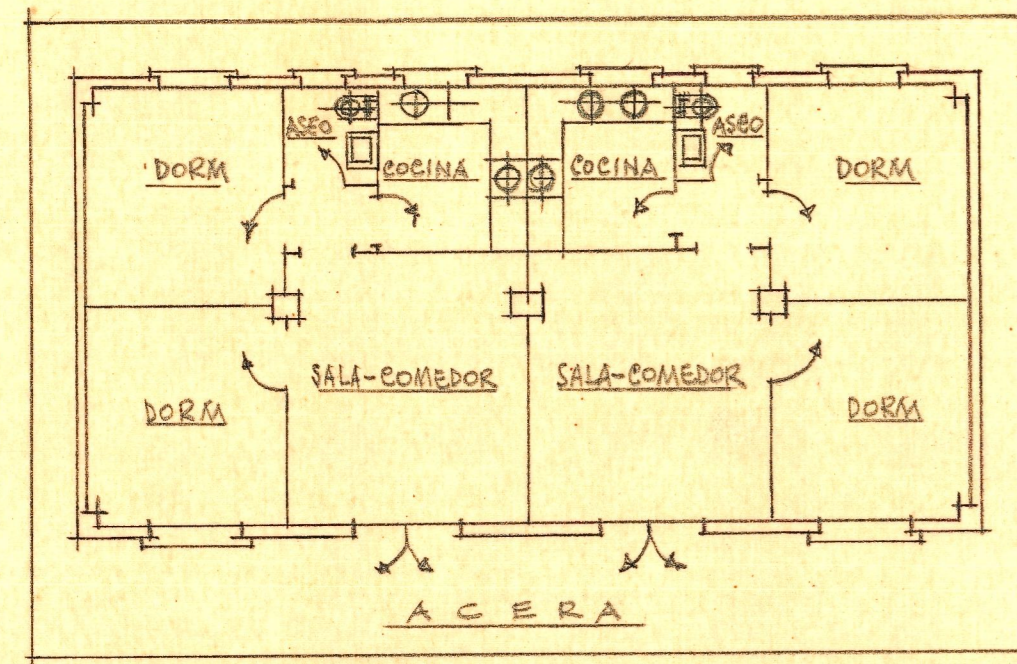 ASEO
ASEO
DORM
COCINA
COCINA
DORM
SALA-COMEDOR
SALA-COMEDOR
DORM
DORM
ACERA